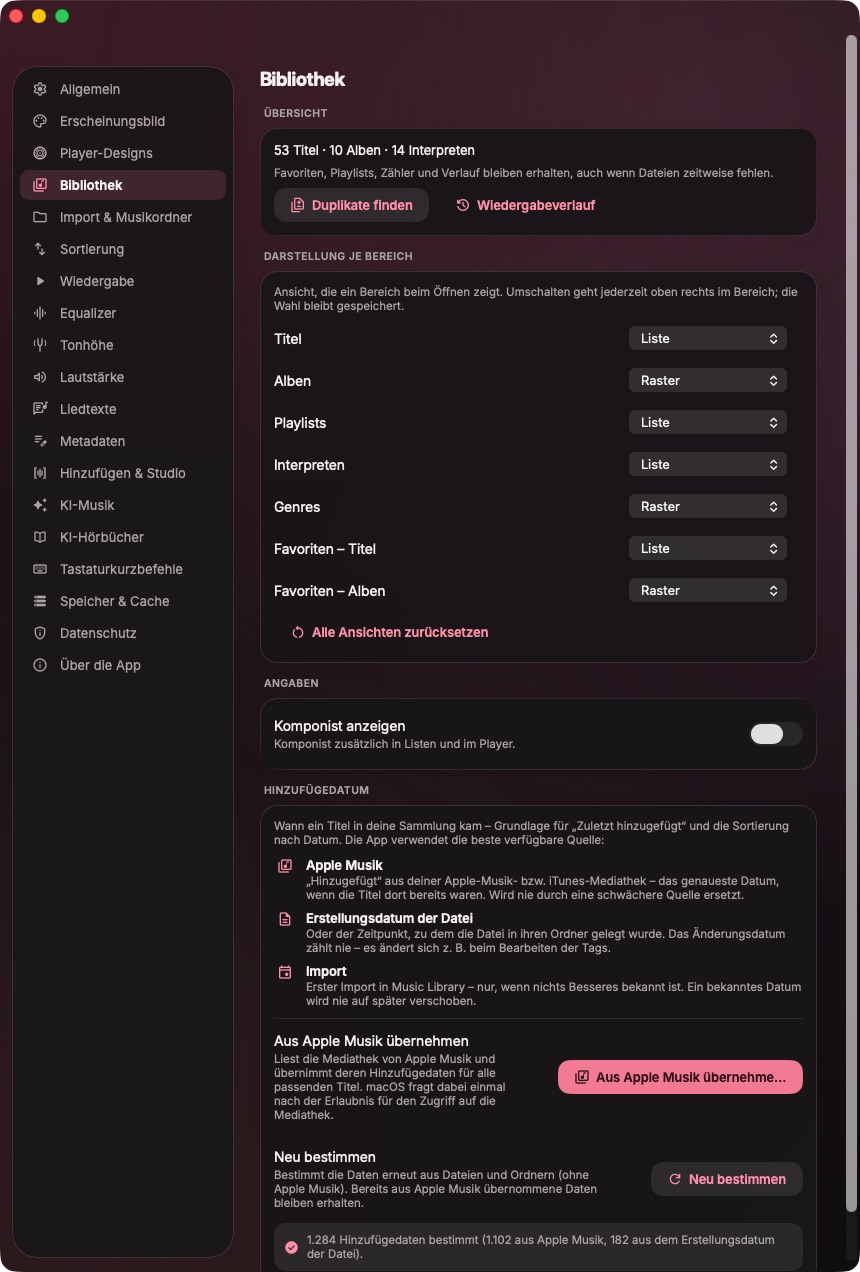 Allgemein
Erscheinungsbild
Player-Designs
Bibliothek
Import & Musikordner
Sortierung
Wiedergabe
Equalizer
Tonhöhe
Lautstärke
Liedtexte
Metadaten
Hinzufügen & Studio
KI-Musik
KI-Hörbücher
Tastaturkurzbefehle
Speicher & Cache
Datenschutz
Über die App
Bibliothek
ÜBERSICHT
53 Titel · 10 Alben · 14 Interpreten
Favoriten, Playlists, Zähler und Verlauf bleiben erhalten, auch wenn Dateien zeitweise fehlen.
Duplikate finden
Wiedergabeverlauf
DARSTELLUNG JE BEREICH
Ansicht, die ein Bereich beim Öffnen zeigt. Umschalten geht jederzeit oben rechts im Bereich; die
Wahl bleibt gespeichert.
Titel Liste
Alben Raster
Playlists Liste
Interpreten Liste
Genres Raster
Favoriten – Titel Liste
Favoriten – Alben Raster
Alle Ansichten zurücksetzen
ANGABEN
Komponist anzeigen
Komponist zusätzlich in Listen und im Player.
HINZUFÜGEDATUM
Wann ein Titel in deine Sammlung kam – Grundlage für „Zuletzt hinzugefügt“ und die Sortierung
nach Datum. Die App verwendet die beste verfügbare Quelle:
Apple Musik
„Hinzugefügt“ aus deiner Apple-Musik- bzw. iTunes-Mediathek – das genaueste Datum,
wenn die Titel dort bereits waren. Wird nie durch eine schwächere Quelle ersetzt.
Erstellungsdatum der Datei
Oder der Zeitpunkt, zu dem die Datei in ihren Ordner gelegt wurde. Das Änderungsdatum
zählt nie – es ändert sich z. B. beim Bearbeiten der Tags.
Import
Erster Import in Music Library – nur, wenn nichts Besseres bekannt ist. Ein bekanntes Datum
wird nie auf später verschoben.
Aus Apple Musik übernehmen
Liest die Mediathek von Apple Musik und
übernimmt deren Hinzufügedaten für alle
passenden Titel. macOS fragt dabei einmal
nach der Erlaubnis für den Zugriff auf die
Mediathek.
Aus Apple Musik übernehme...
Neu bestimmen
Bestimmt die Daten erneut aus Dateien und Ordnern (ohne
Apple Musik). Bereits aus Apple Musik übernommene Daten
bleiben erhalten.
Neu bestimmen
1.284 Hinzufügedaten bestimmt (1.102 aus Apple Musik, 182 aus dem Erstellungsdatum
der Datei).